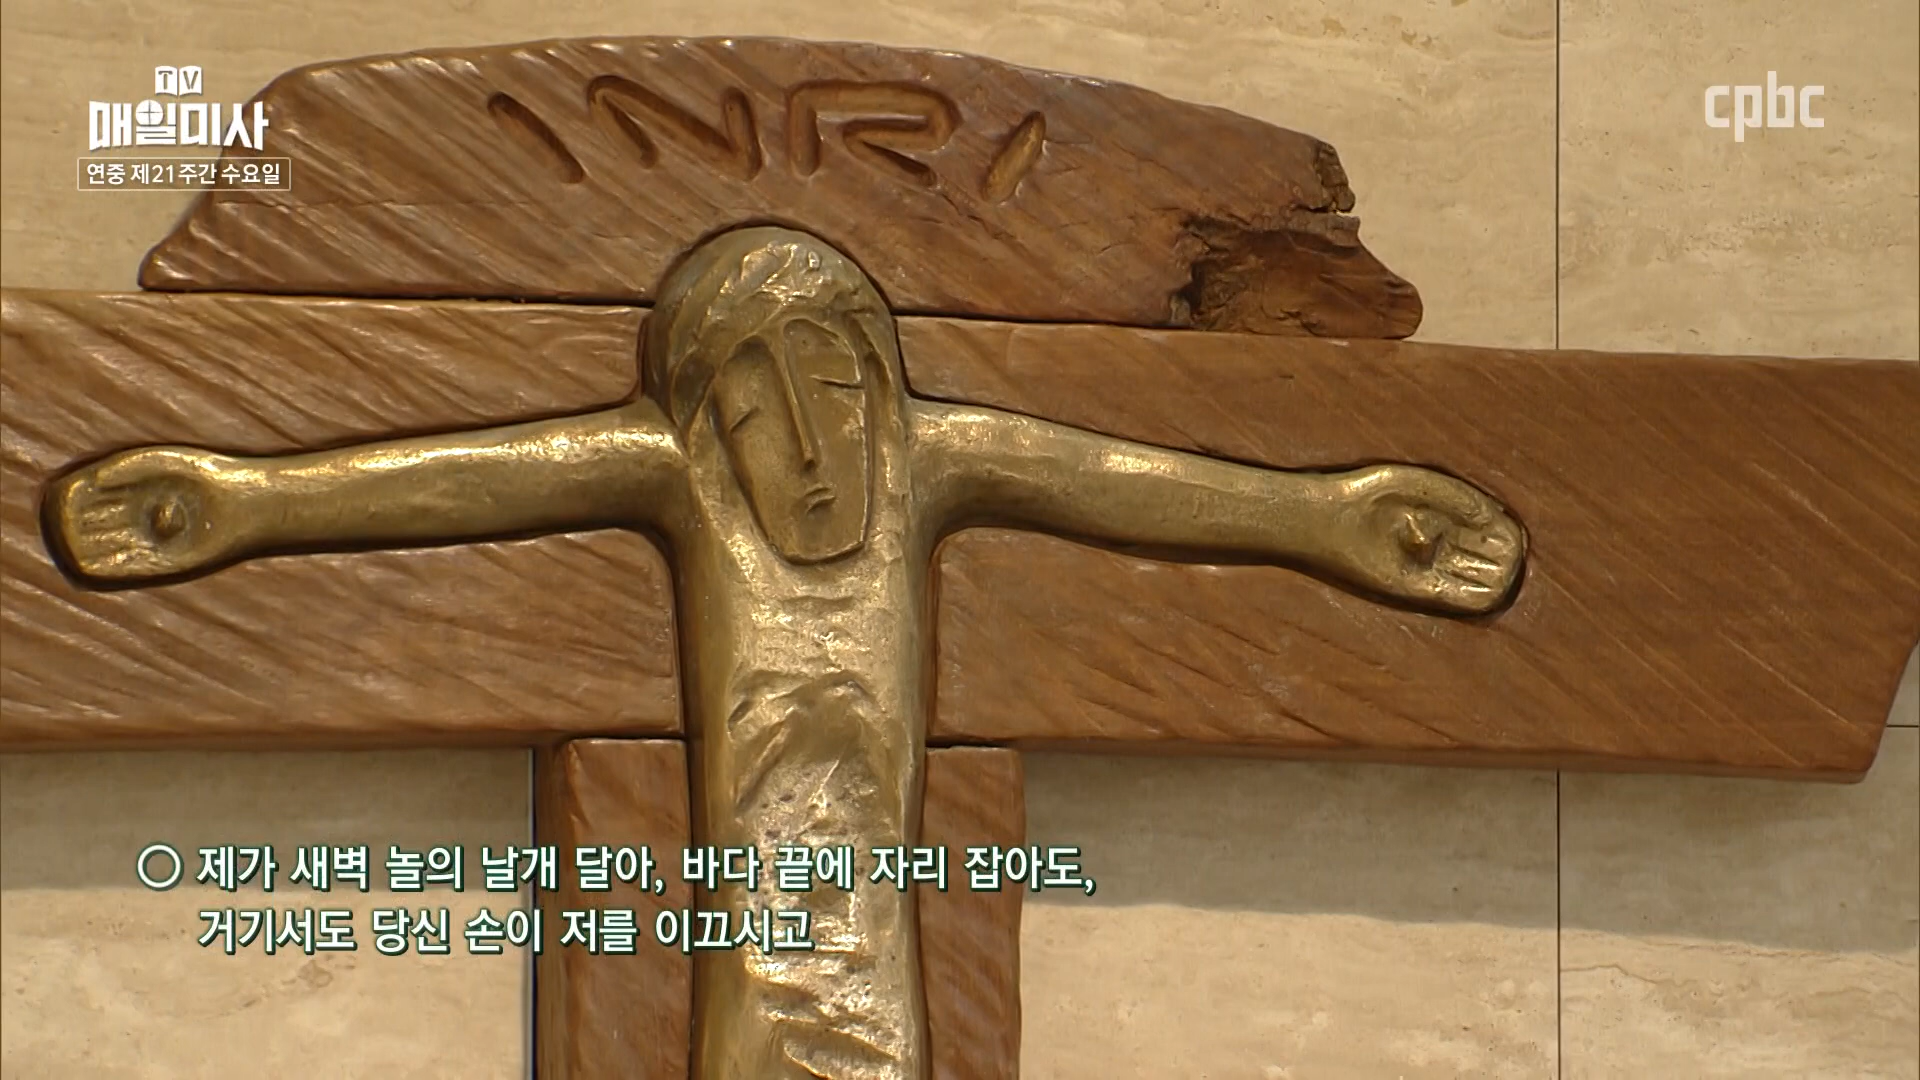 TV
매일미사
연중 제21주간 수요일
cpbc
INRI
○ 제가 새벽 놀의 날개 달아, 바다 끝에 자리 잡아도,
거기서도 당신 손이 저를 이끄시고